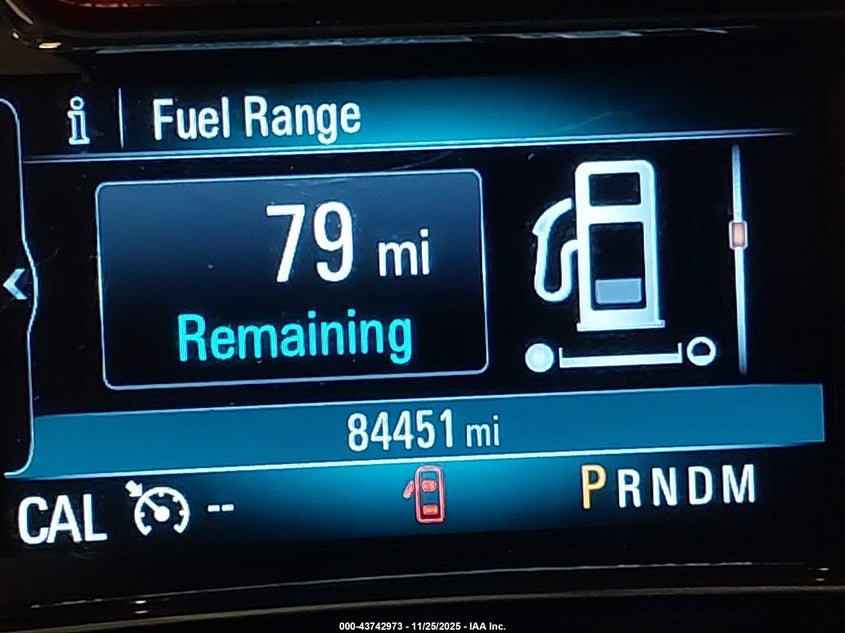 i Fuel Range
79 mi
Remaining
84451 mi
CAL -- PRNDM
000-43742973 - 11/25/2025 - IAA Inc.